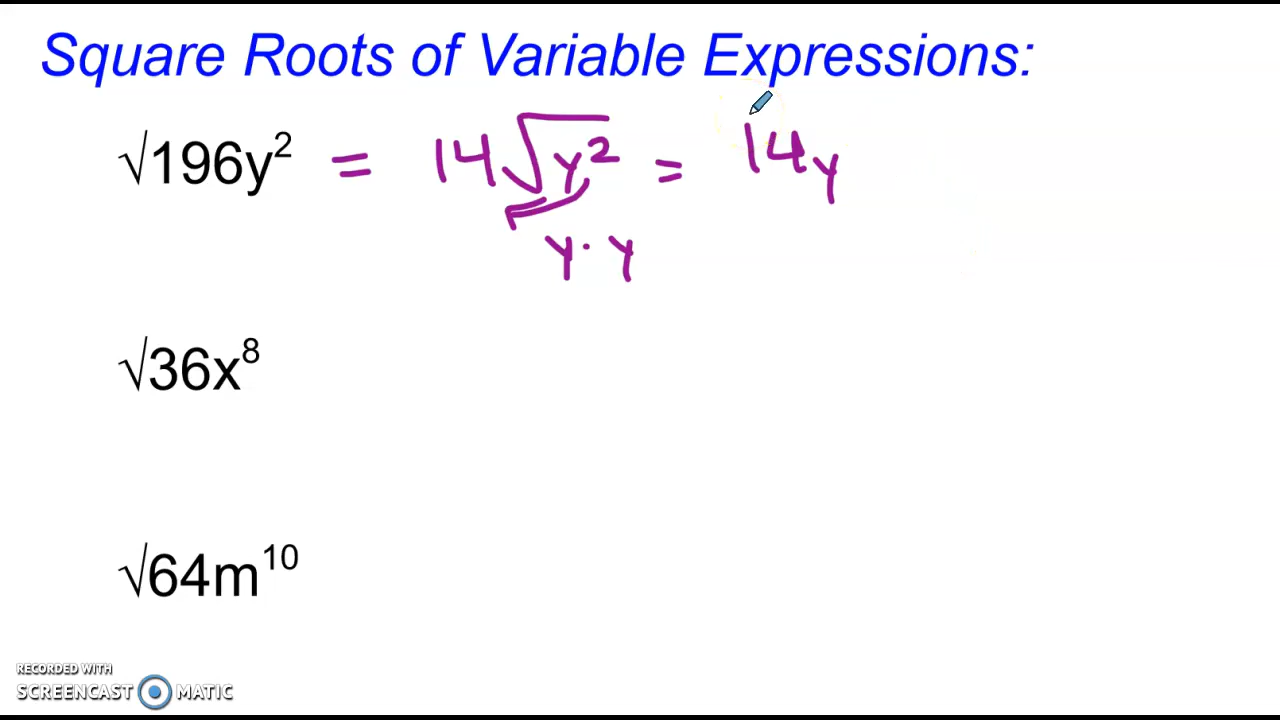 Square Roots of Variable Expressions:
√196y² = 14√y² = 14y
y · y
√36x⁸
√64m¹⁰
RECORDED WITH
SCREENCAST MATIC